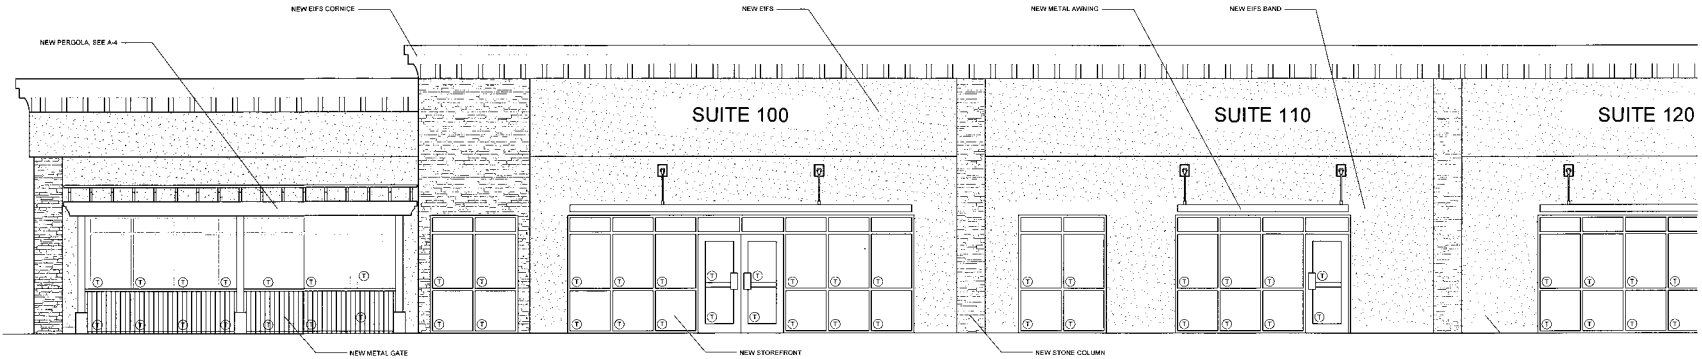 NEW EIFS CORNICE
NEW EIFS
NEW METAL AWNING
NEW EIFS BAND
NEW PERGOLA, SEE A-4
SUITE 100
SUITE 110
SUITE 120
T T T T T T T T T T T T T T T T T T T T T T T
T T T T T T T T T T T T T T T T T T T T T T T
NEW METAL GATE
NEW STOREFRONT
NEW STONE COLUMN